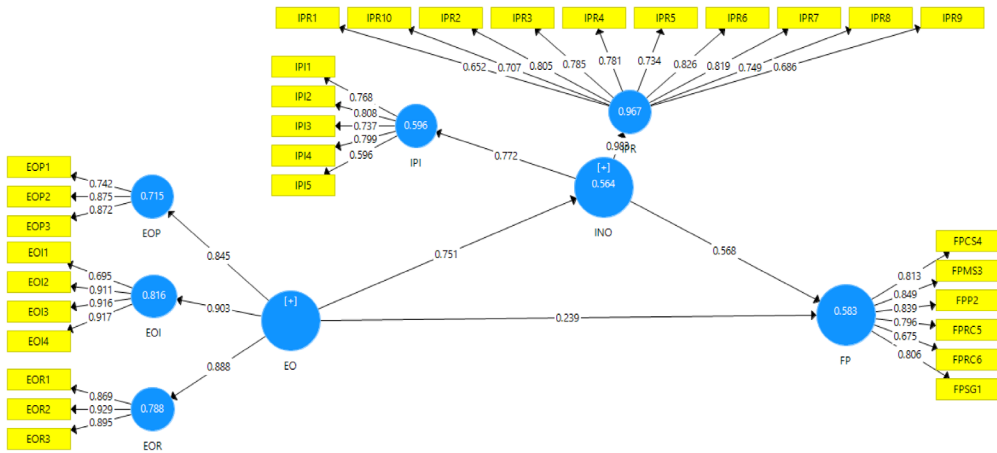 IPR1 IPR10 IPR2 IPR3 IPR4 IPR5 IPR6 IPR7 IPR8 IPR9
0.652 0.707 0.805 0.785 0.781 0.734 0.826 0.819 0.749 0.686
0.967
IPR
0.983
IPI1
IPI2
IPI3
IPI4
IPI5
0.768
0.808
0.737
0.799
0.596
0.596
IPI
0.772
[+]
0.564
INO
EOP1
EOP2
EOP3
0.742
0.875
0.872
0.715
EOP
0.845
EOI1
EOI2
EOI3
EOI4
0.695
0.911
0.916
0.917
0.816
EOI
0.903
[+]
EO
0.751
0.568
0.239
EOR1
EOR2
EOR3
0.869
0.929
0.895
0.788
EOR
0.888
0.583
FP
0.813
0.849
0.839
0.796
0.675
0.806
FPCS4
FPMS3
FPP2
FPRC5
FPRC6
FPSG1